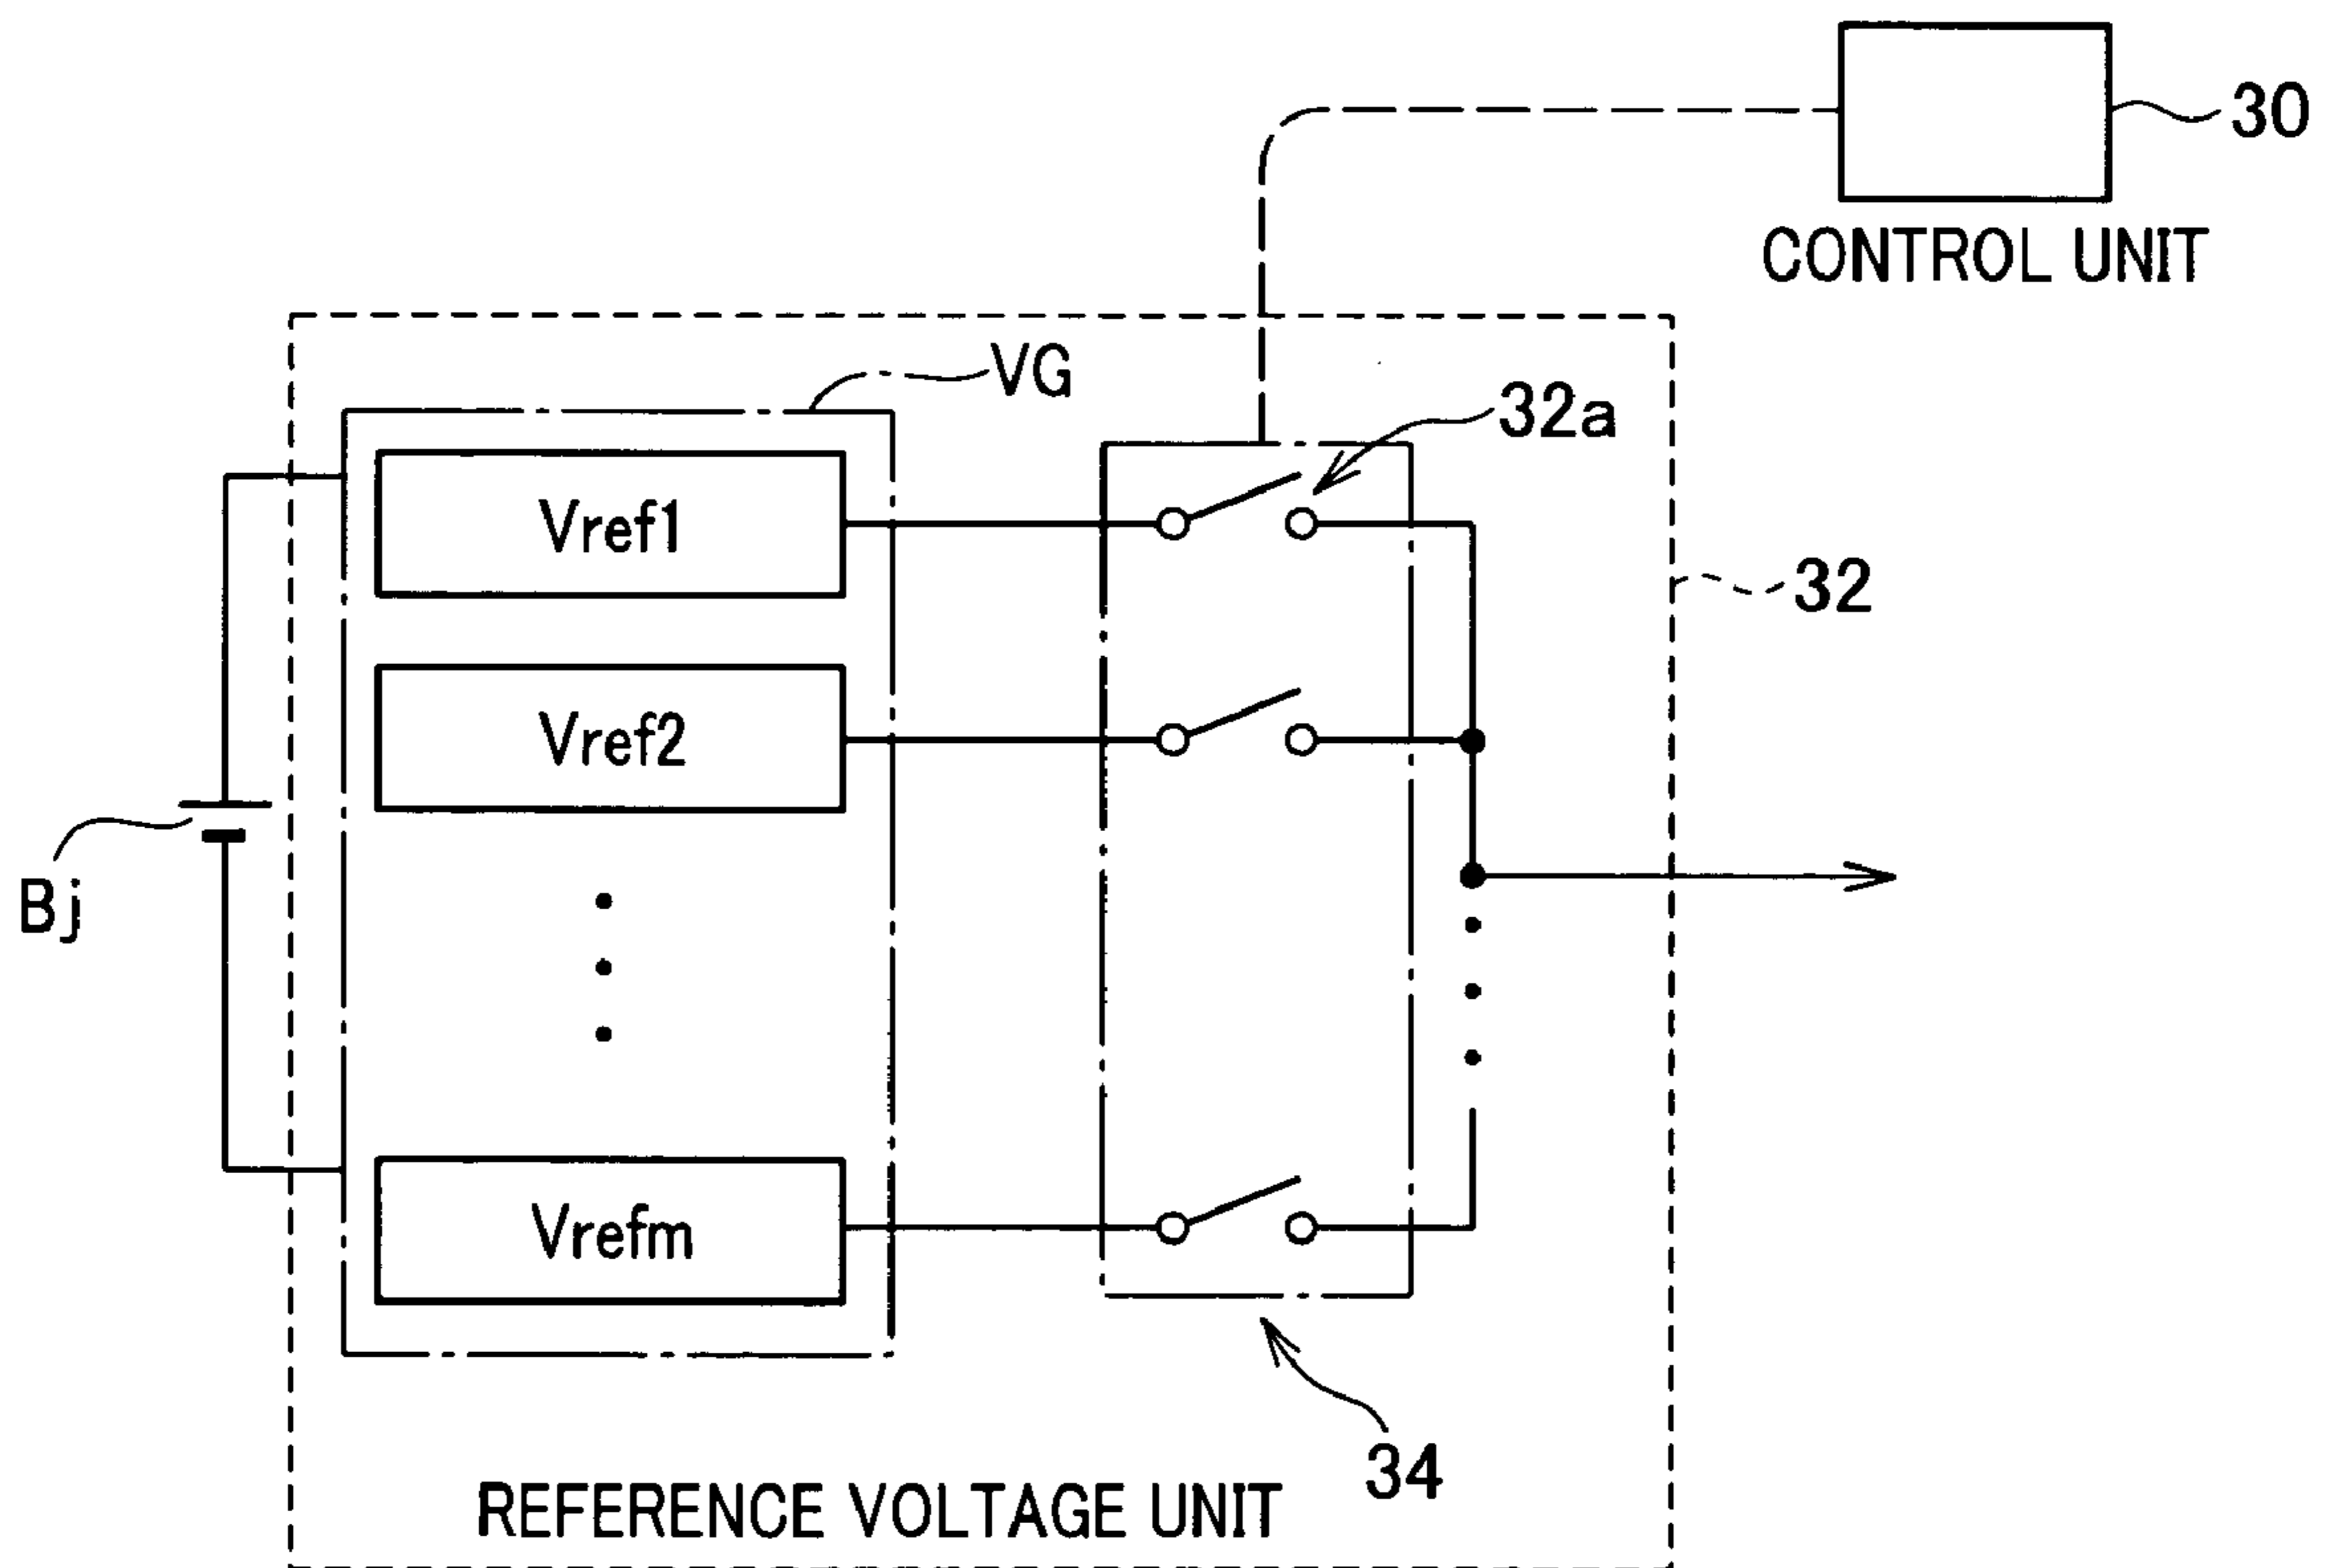 30
CONTROL UNIT
VG
32a
Vref1
32
Vref2
Bj
Vrefm
34
REFERENCE VOLTAGE UNIT